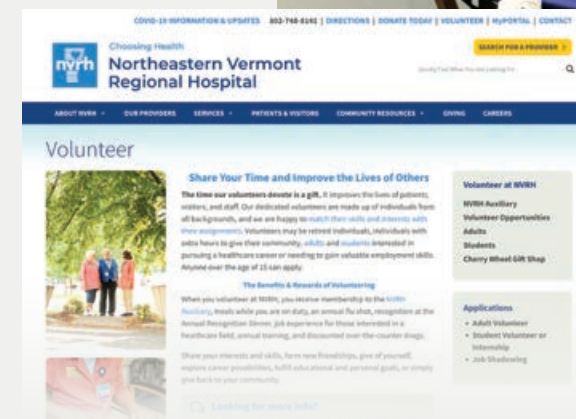 COVID-19 INFORMATION & UPDATES 802-748-8141 | DIRECTIONS | DONATE TODAY | VOLUNTEER | MyPORTAL | CONTACT
Choosing Health
nvrh
Northeastern Vermont
Regional Hospital
SEARCH FOR A PROVIDER
ABOUT NVRH OUR PROVIDERS SERVICES PATIENTS & VISITORS COMMUNITY RESOURCES GIVING CAREERS
Volunteer
Share Your Time and Improve the Lives of Others
The time our volunteers devote is a gift. It improves the lives of patients,
visitors, and staff. Our dedicated volunteers are made up of individuals from
all backgrounds, and we are happy to match their skills and interests with
their assignments. Volunteers may be retired individuals, individuals with
extra hours to give their community, adults and students interested in
pursuing a healthcare career or needing to gain valuable employment skills.
Anyone over the age of 15 can apply.
The Benefits & Rewards of Volunteering
When you volunteer at NVRH, you receive membership to the NVRH
Auxiliary, meals while you are on duty, an annual flu shot, recognition at the
Annual Recognition Dinner, job experience for those interested in a
healthcare field, annual training, and discounted over-the-counter drugs.
Share your interests and skills, form new friendships, give of yourself,
explore career possibilities, fulfill educational and personal goals, or simply
give back to your community.
Looking for more info?
Volunteer at NVRH
NVRH Auxiliary
Volunteer Opportunities
Adults
Students
Cherry Wheel Gift Shop
Applications
• Adult Volunteer
• Student Volunteer or
Internship
• Job Shadowing